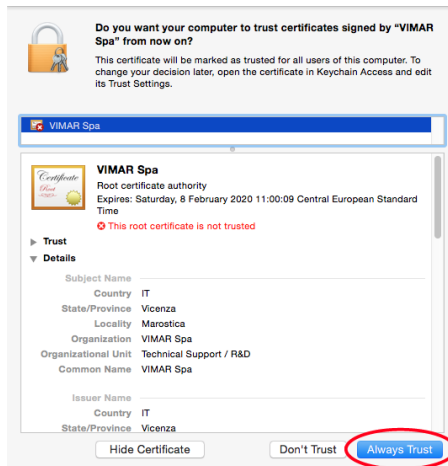 Do you want your computer to trust certificates signed by “VIMAR
Spa” from now on?
This certificate will be marked as trusted for all users of this computer. To
change your decision later, open the certificate in Keychain Access and edit
its Trust Settings.
VIMAR Spa
Certificate
Root
VIMAR Spa
Root certificate authority
Expires: Saturday, 8 February 2020 11:00:09 Central European Standard
Time
This root certificate is not trusted
Trust
Details
Subject Name
Country IT
State/Province Vicenza
Locality Marostica
Organization VIMAR Spa
Organizational Unit Technical Support / R&D
Common Name VIMAR Spa
Issuer Name
Country IT
State/Province Vicenza
Hide Certificate Don't Trust Always Trust